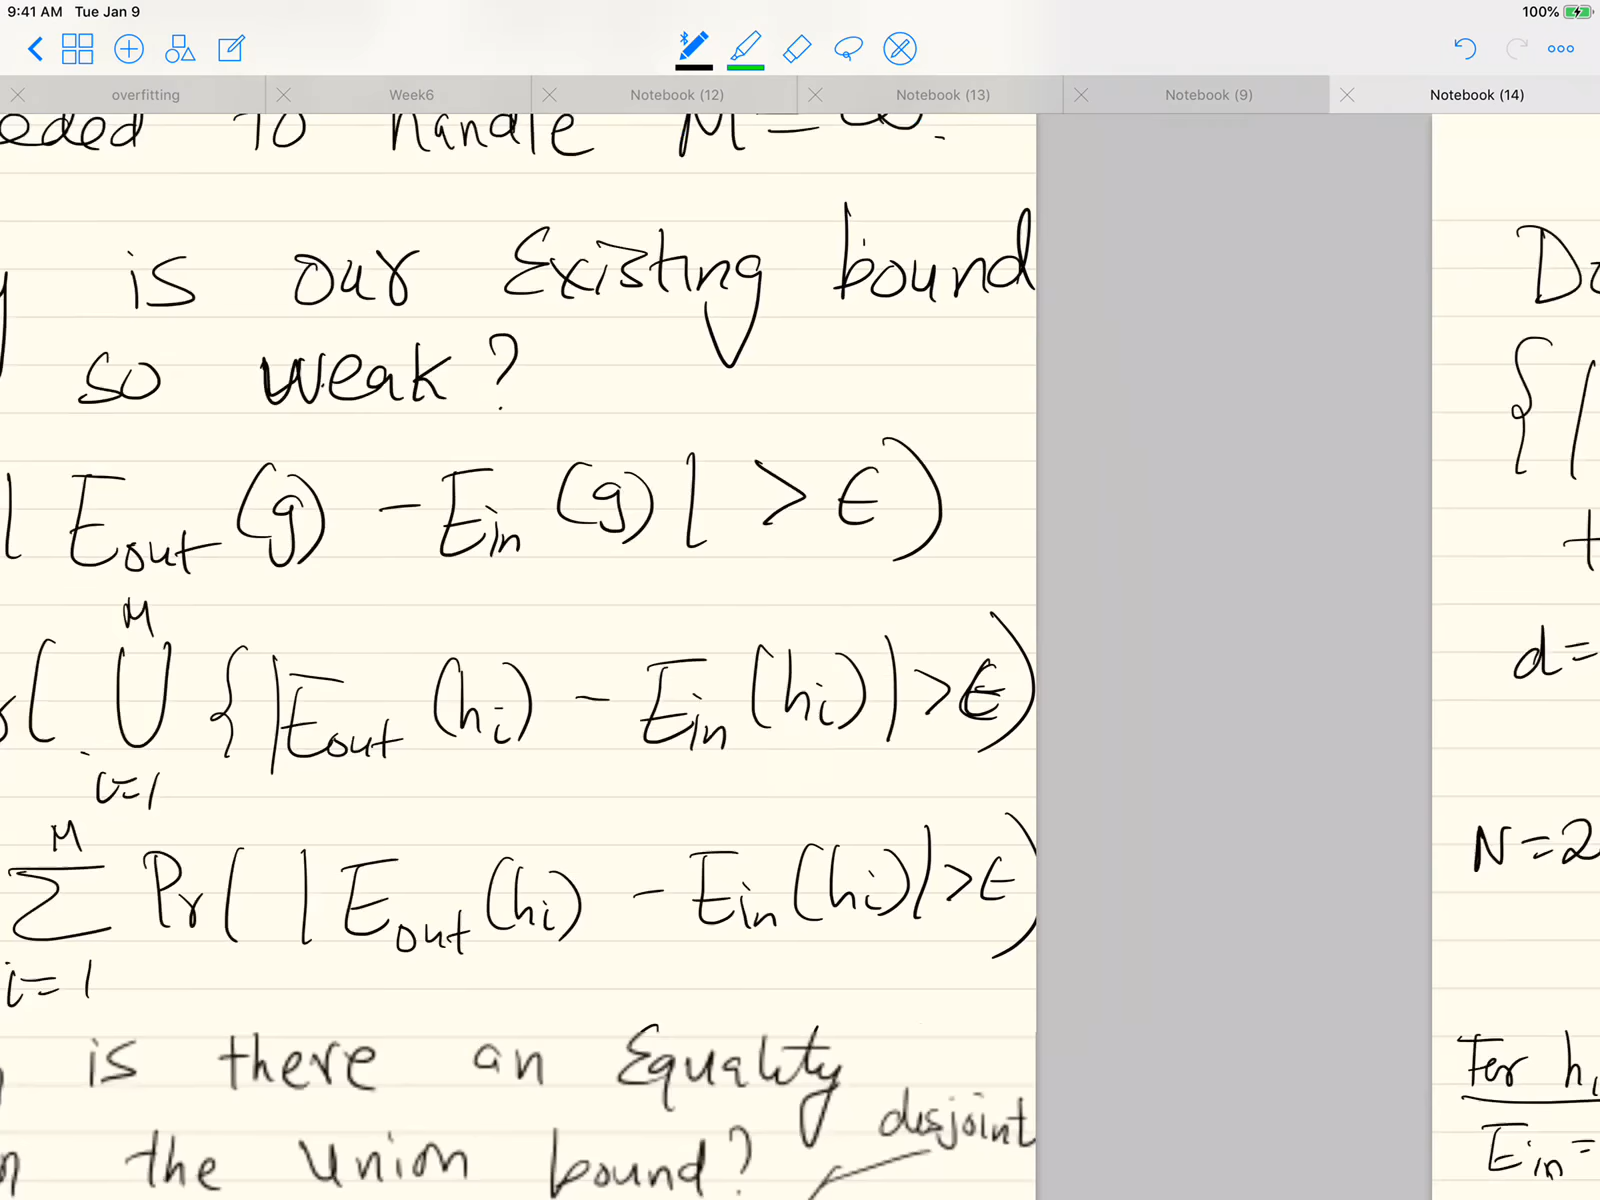 9:41 AM Tue Jan 9
100%
overfitting
Week6
Notebook (12)
Notebook (13)
Notebook (9)
Notebook (14)
eded to handle M=∞.
is our Existing bound
so weak?
| Eout (g) - Ein (g) | > ϵ)
M
( ⋃ { | Eout (hi) - Ein (hi) | > ϵ)
i=1
M
∑ Pr( | Eout (hi) - Ein (hi) | > ϵ)
i=1
is there an Equality
disjoint
the Union bound?
{ |
d=
N=2
For h
Ein =